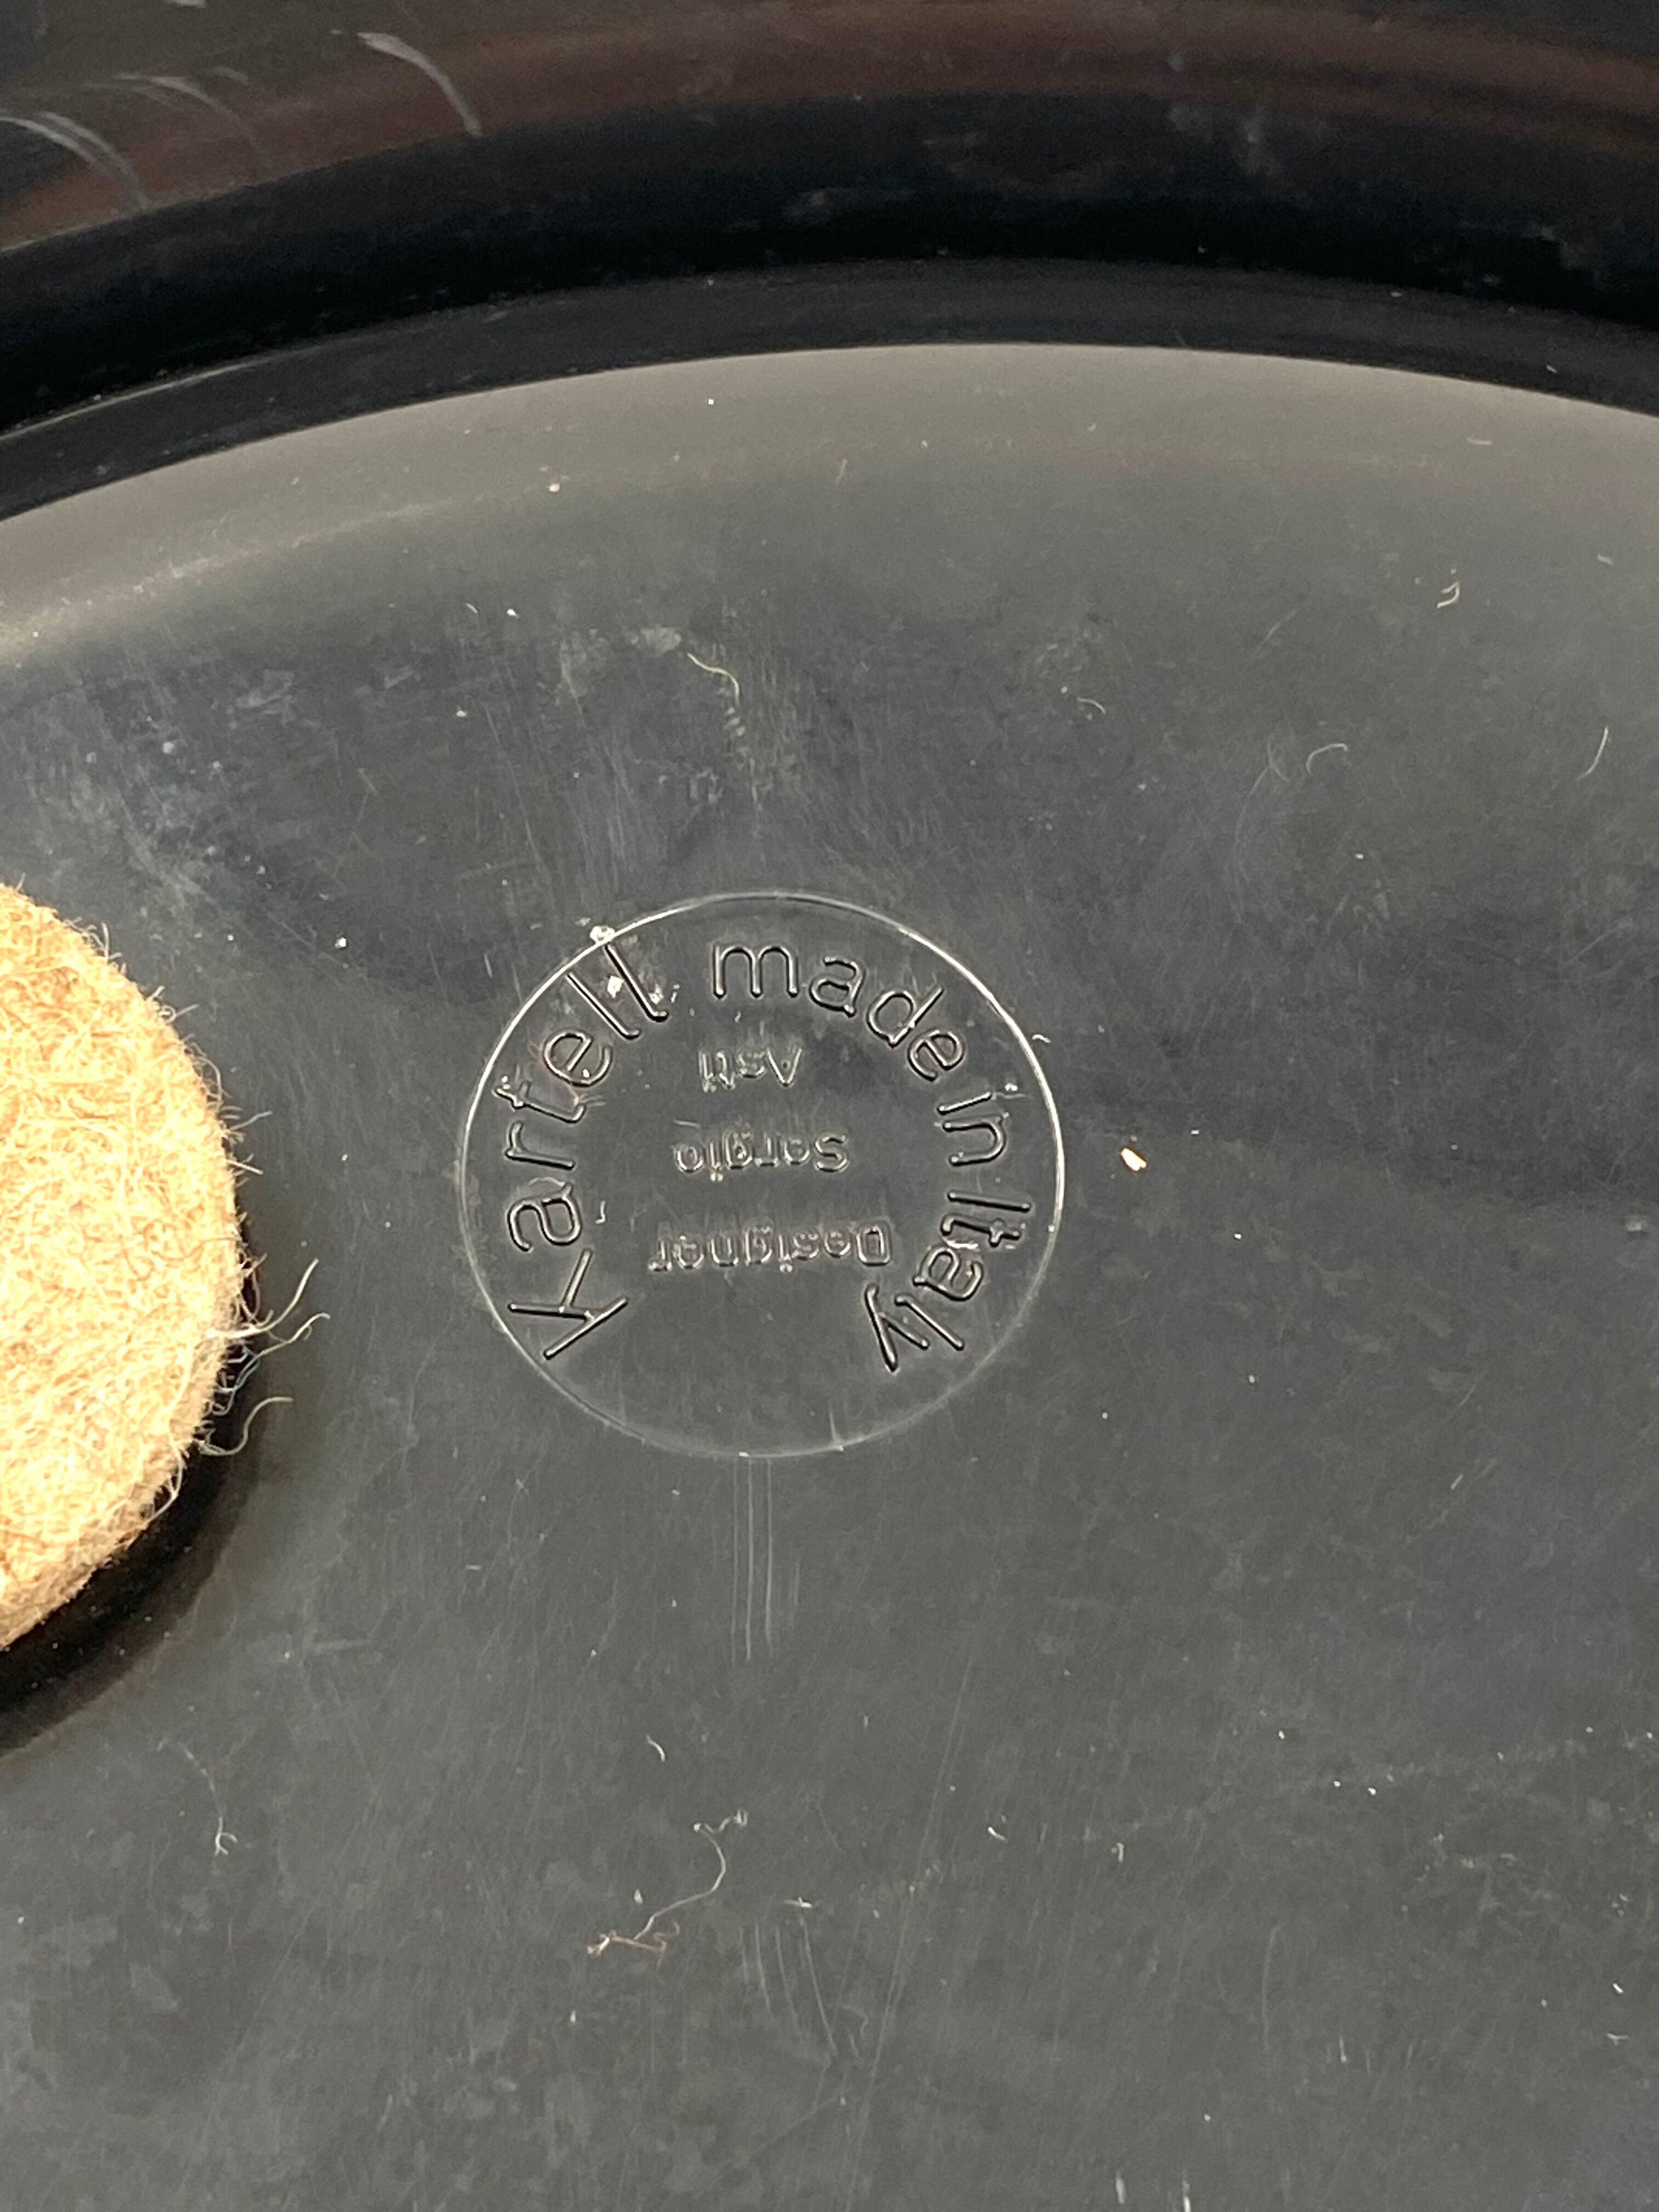 Kartell made in Italy
Designer
Sergio
Asti